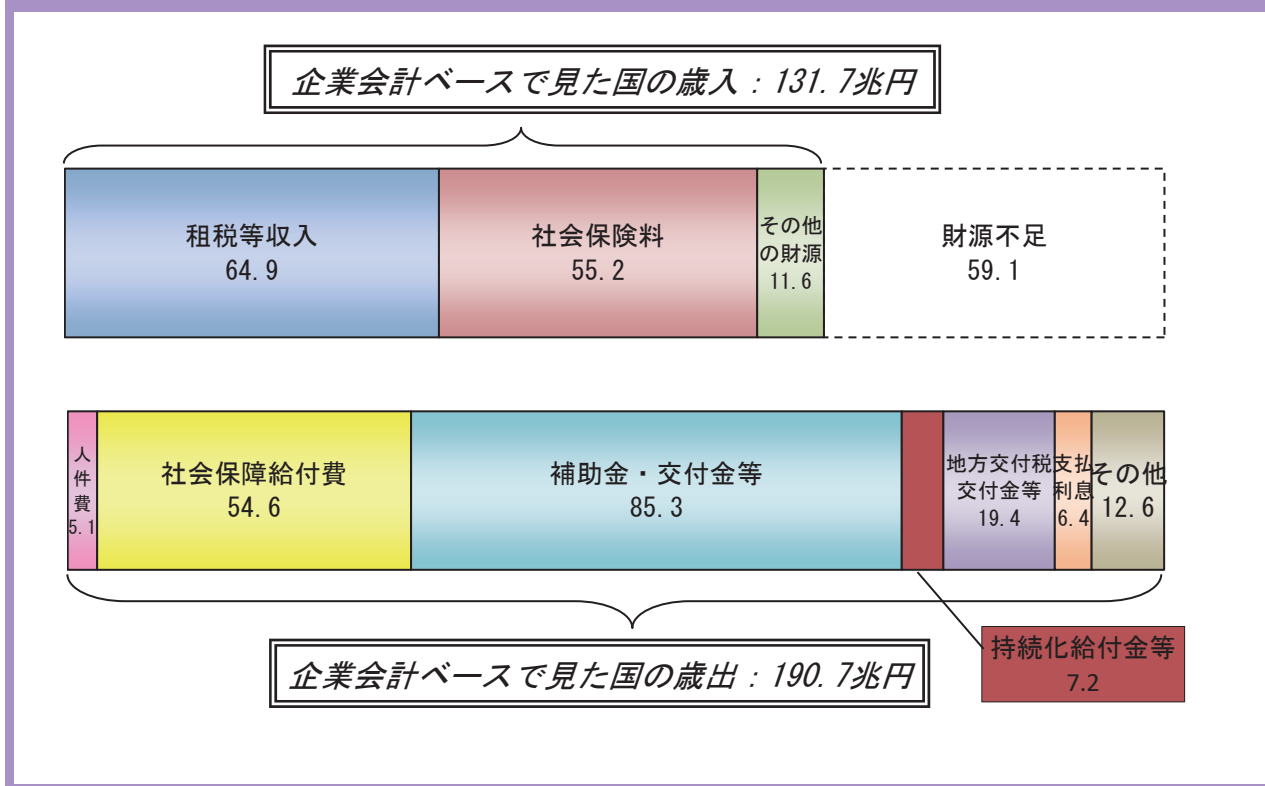 企業会計ベースで見た国の歳入：131.7兆円
租税等収入
64.9
社会保険料
55.2
その他
の財源
11.6
財源不足
59.1
人
件
費
5.1
社会保障給付費
54.6
補助金・交付金等
85.3
地方交付税
交付金等
19.4
支払
利息
6.4
その他
12.6
持続化給付金等
7.2
企業会計ベースで見た国の歳出：190.7兆円